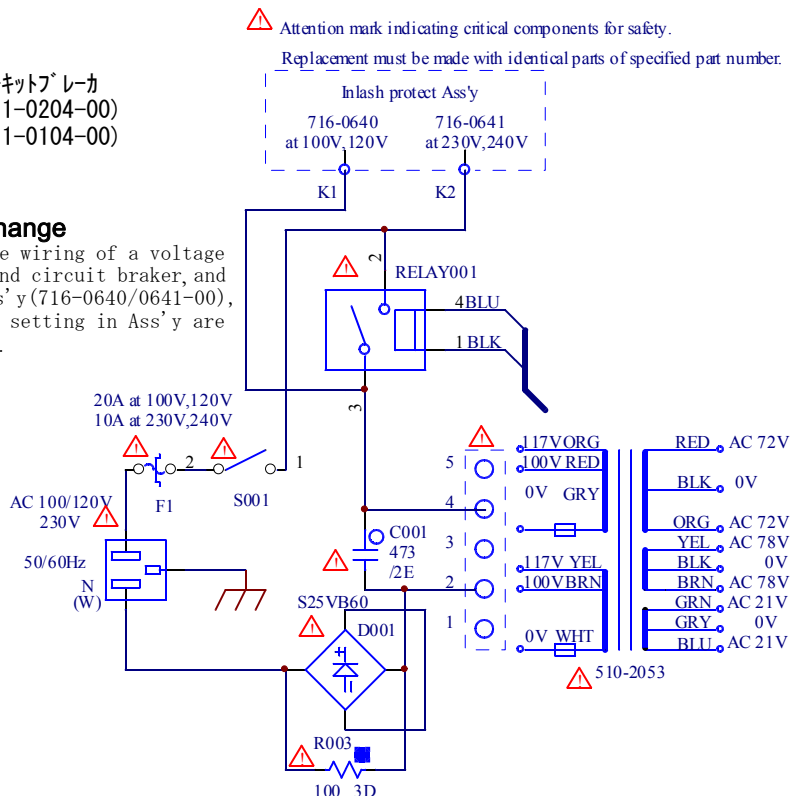 Attention mark indicating critical components for safety.
Replacement must be made with identical parts of specified part number.
キットブレーカ
1-0204-00)
1-0104-00)
Inlash protect Ass'y
716-0640
at 100V,120V
716-0641
at 230V,240V
K1
K2
hange
e wiring of a voltage
nd circuit braker,and
s'y(716-0640/0641-00),
setting in Ass'y are
2
RELAY001
4 BLU
1 BLK
3
20A at 100V,120V
10A at 230V,240V
2
1
F1
S001
AC 100/120V
230V
50/60Hz
N
(W)
C001
473
/2E
S25VB60
D001
R003
100 3D
5
4
3
2
1
117V ORG
100V RED
0V GRY
117V YEL
100V BRN
0V WHT
RED AC 72V
BLK 0V
ORG AC 72V
YEL AC 78V
BLK 0V
BRN AC 78V
GRN AC 21V
GRY 0V
BLU AC 21V
510-2053